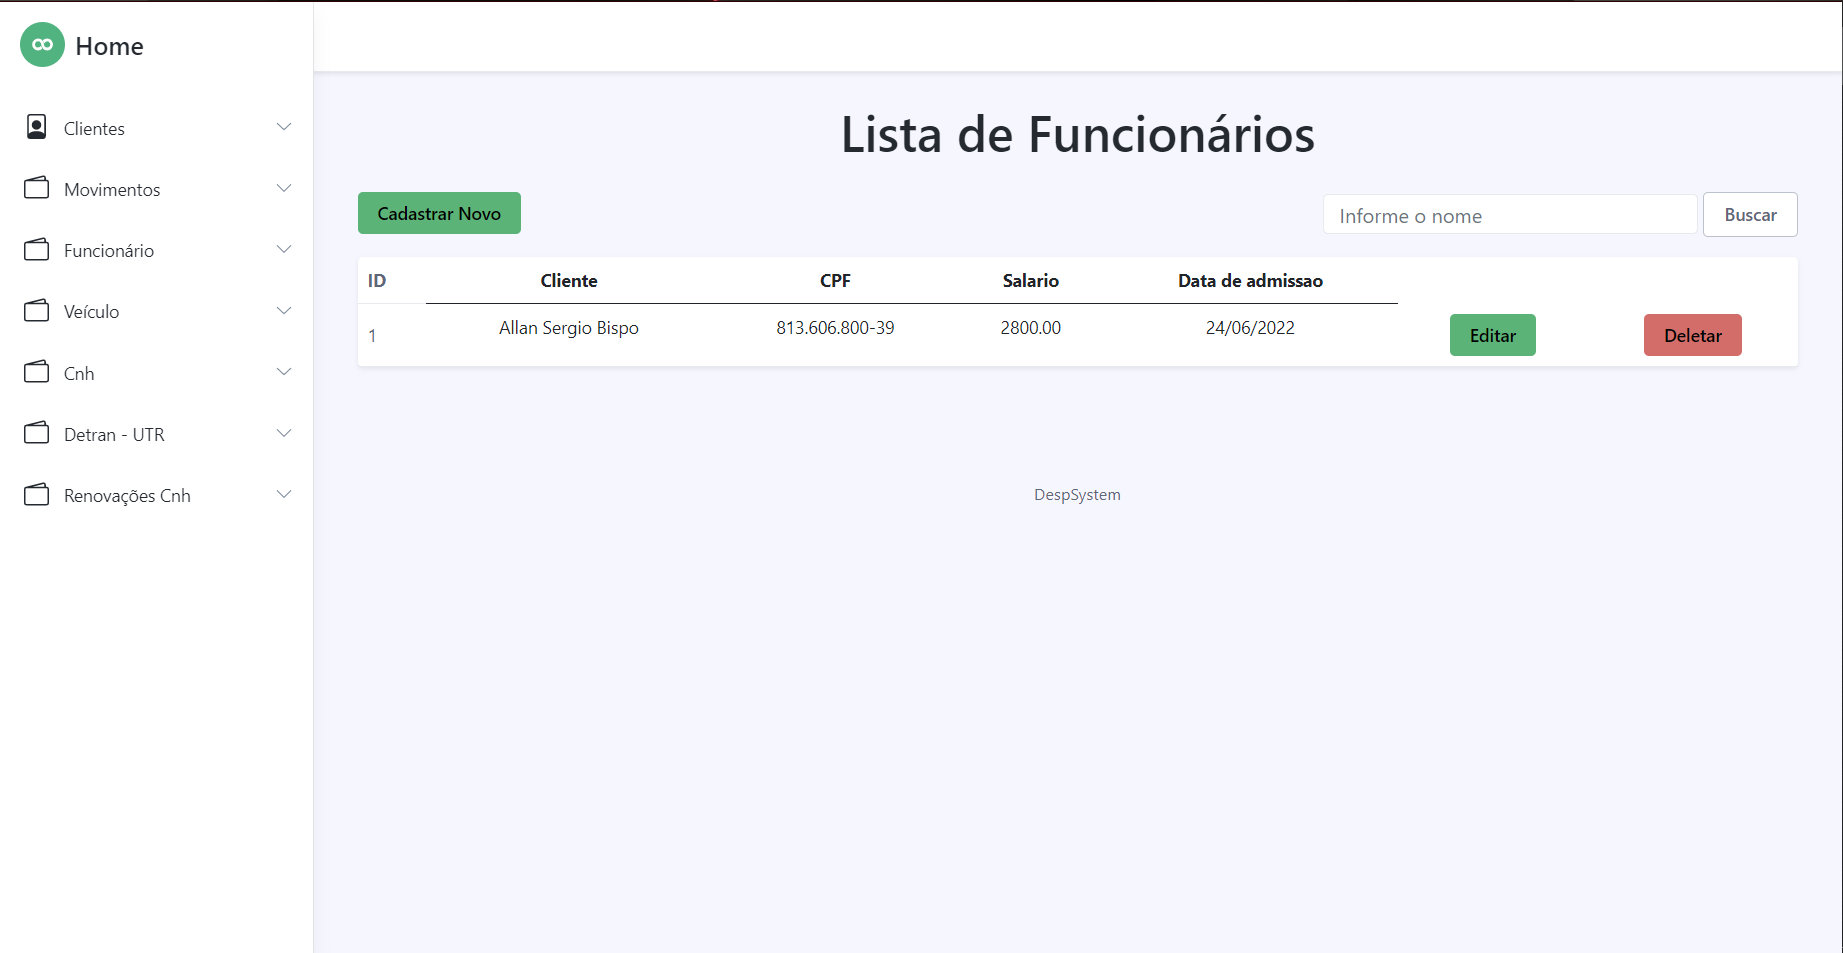 Home
Clientes
Movimentos
Funcionário
Veículo
Cnh
Detran - UTR
Renovações Cnh
Lista de Funcionários
Cadastrar Novo
Informe o nome
Buscar
ID Cliente CPF Salario Data de admissao
1 Allan Sergio Bispo 813.606.800-39 2800.00 24/06/2022 Editar Deletar
DespSystem